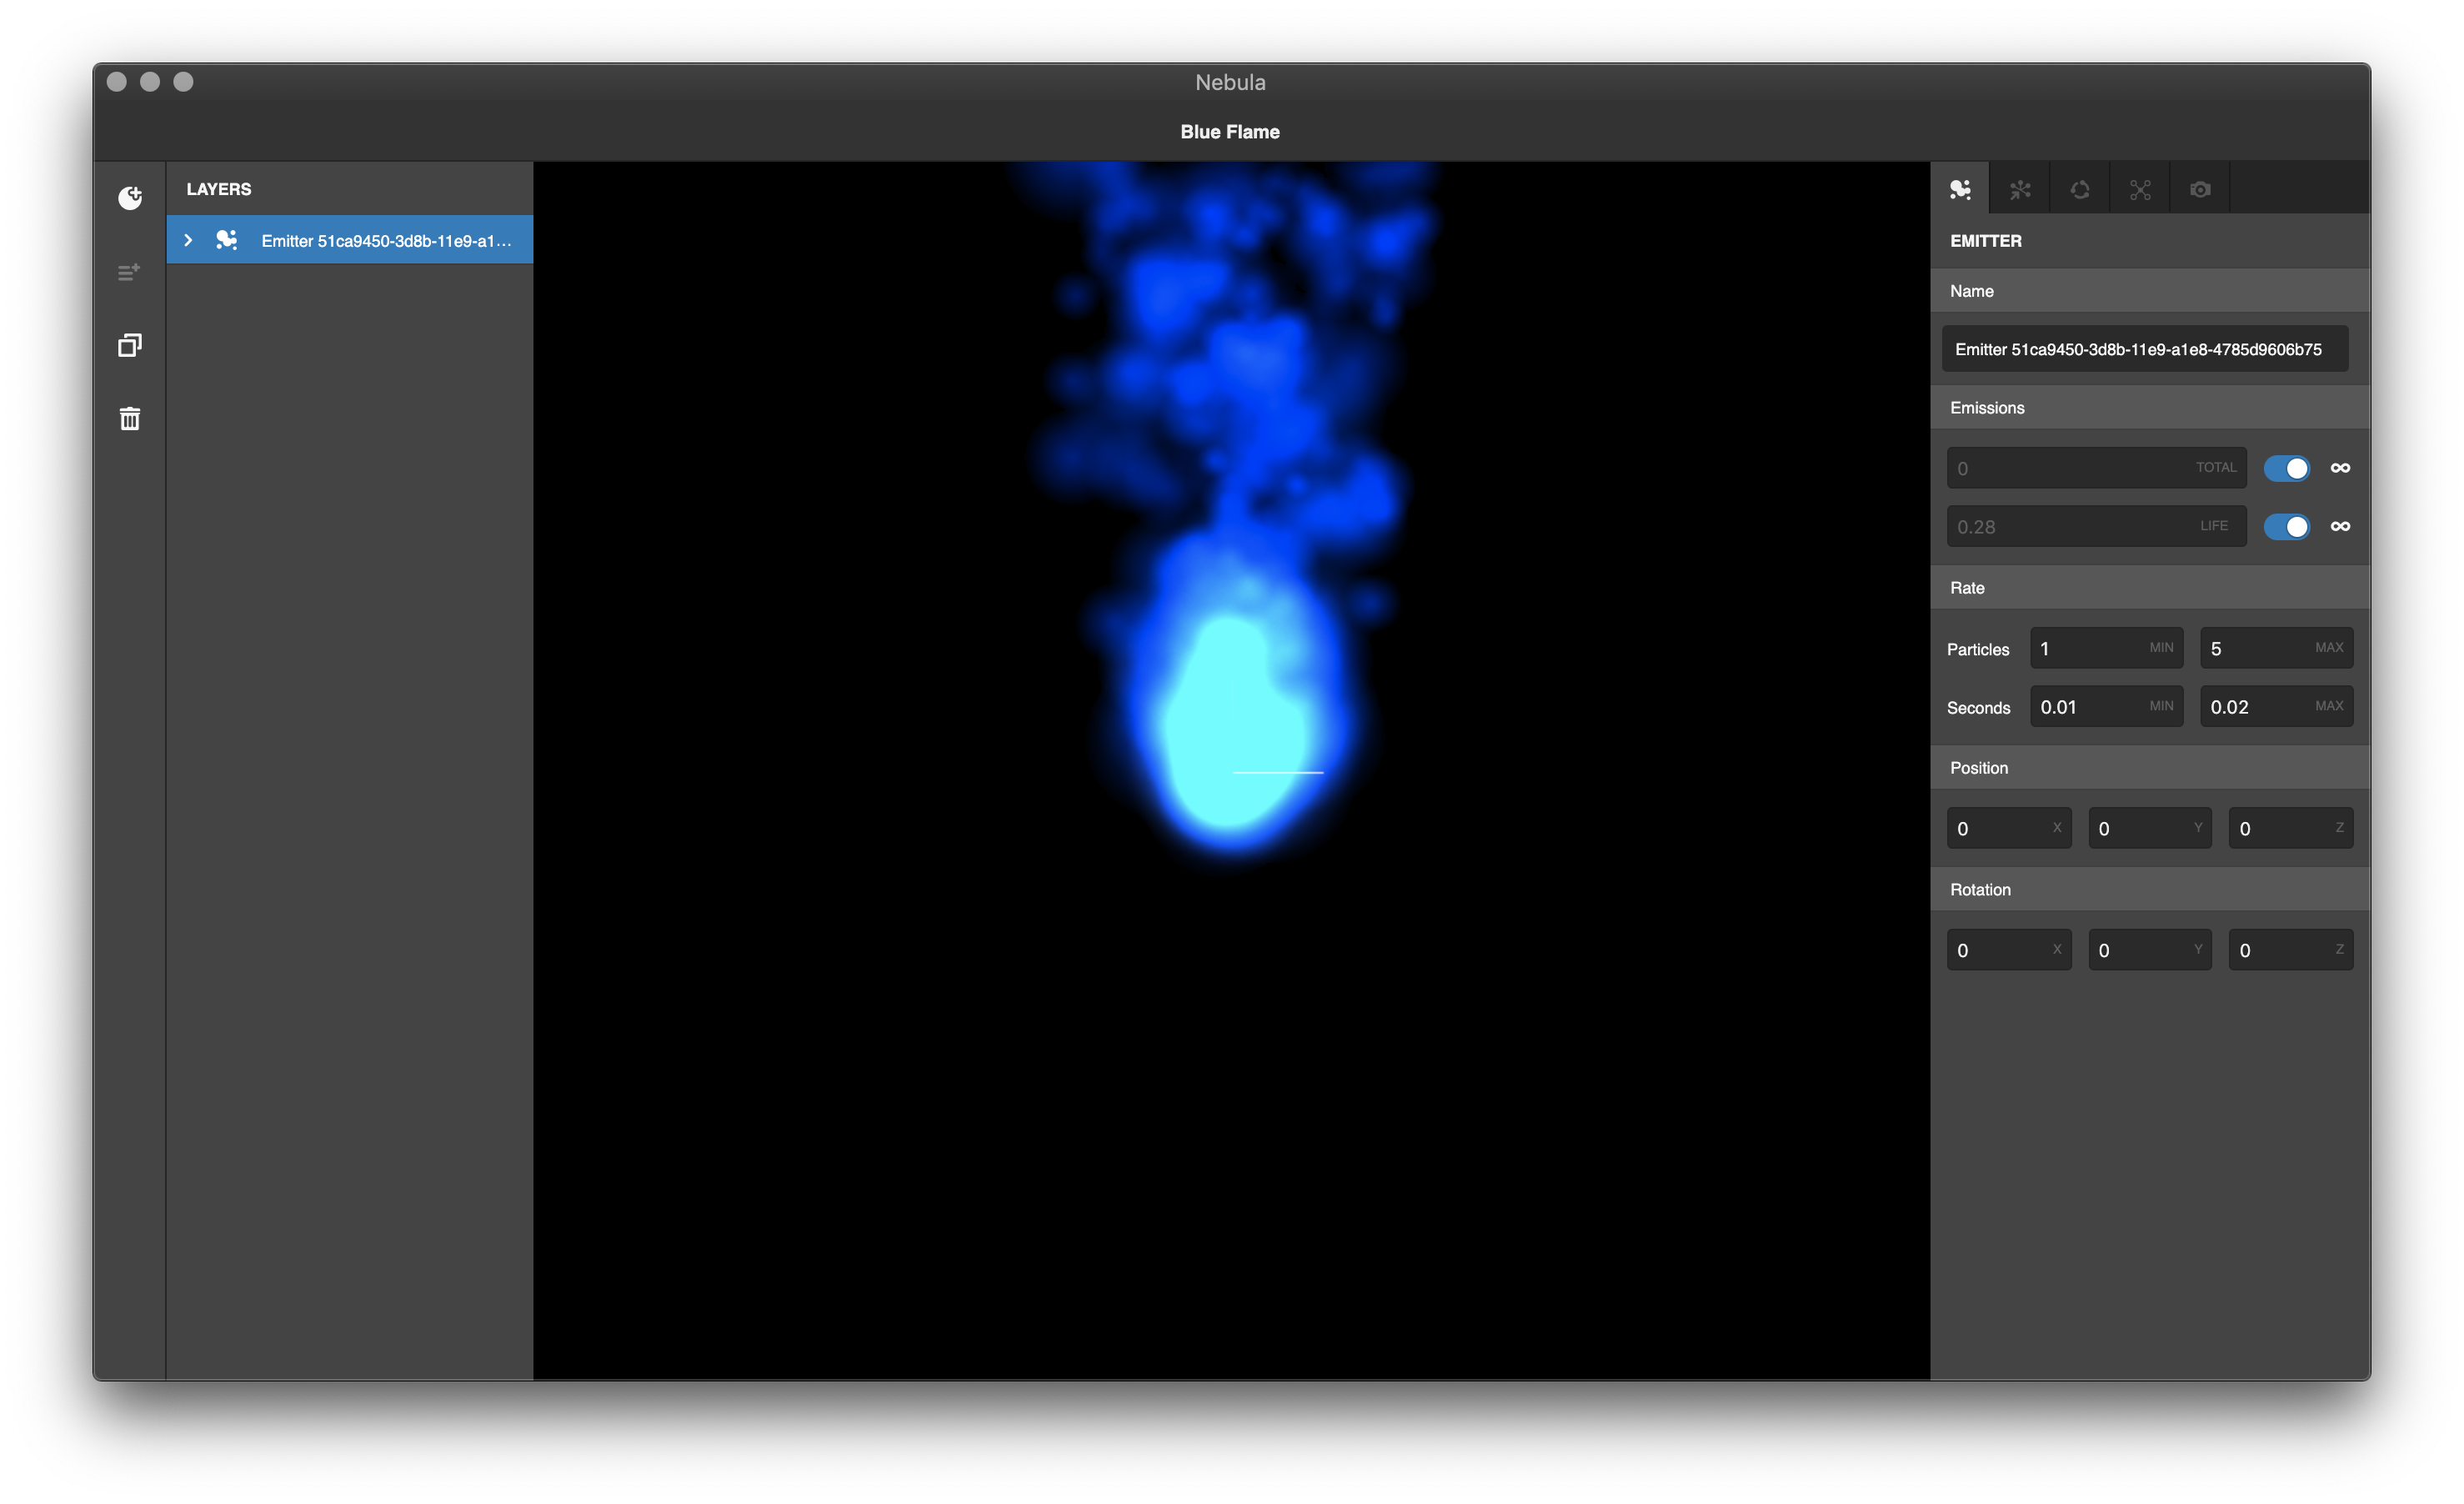 Nebula
Blue Flame
LAYERS
Emitter 51ca9450-3d8b-11e9-a1...
EMITTER
Name
Emitter 51ca9450-3d8b-11e9-a1e8-4785d9606b75
Emissions
0 TOTAL ∞
0.28 LIFE ∞
Rate
Particles 1 MIN 5 MAX
Seconds 0.01 MIN 0.02 MAX
Position
0 X 0 Y 0 Z
Rotation
0 X 0 Y 0 Z